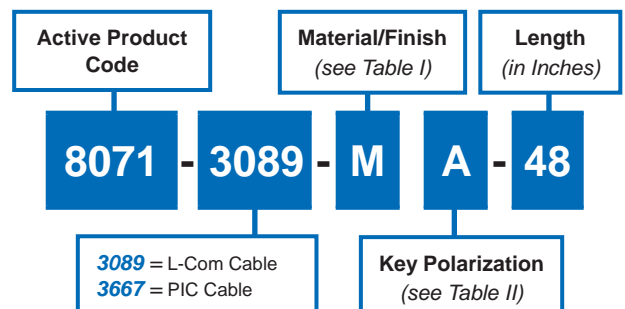 Active Product
Code
Material/Finish
(see Table I)
Length
(in Inches)
8071 - 3089 - M A - 48
3089 = L-Com Cable
3667 = PIC Cable
Key Polarization
(see Table II)